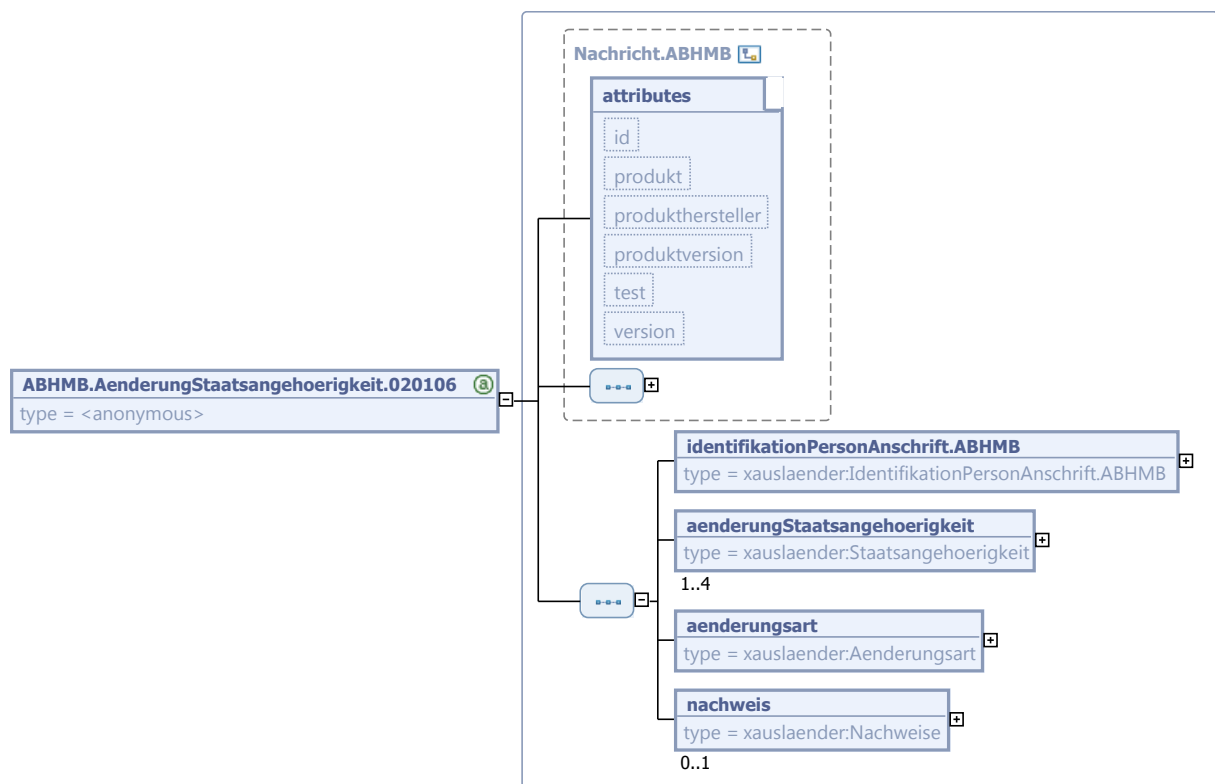 Nachricht.ABHMB
attributes
id
produkt
produkthersteller
produktversion
test
version
ABHMB.AenderungStaatsangehoerigkeit.020106 a
type = <anonymous>
identifikationPersonAnschrift.ABHMB
type = xauslaender:IdentifikationPersonAnschrift.ABHMB
aenderungStaatsangehoerigkeit
type = xauslaender:Staatsangehoerigkeit
1..4
aenderungsart
type = xauslaender:Aenderungsart
nachweis
type = xauslaender:Nachweise
0..1